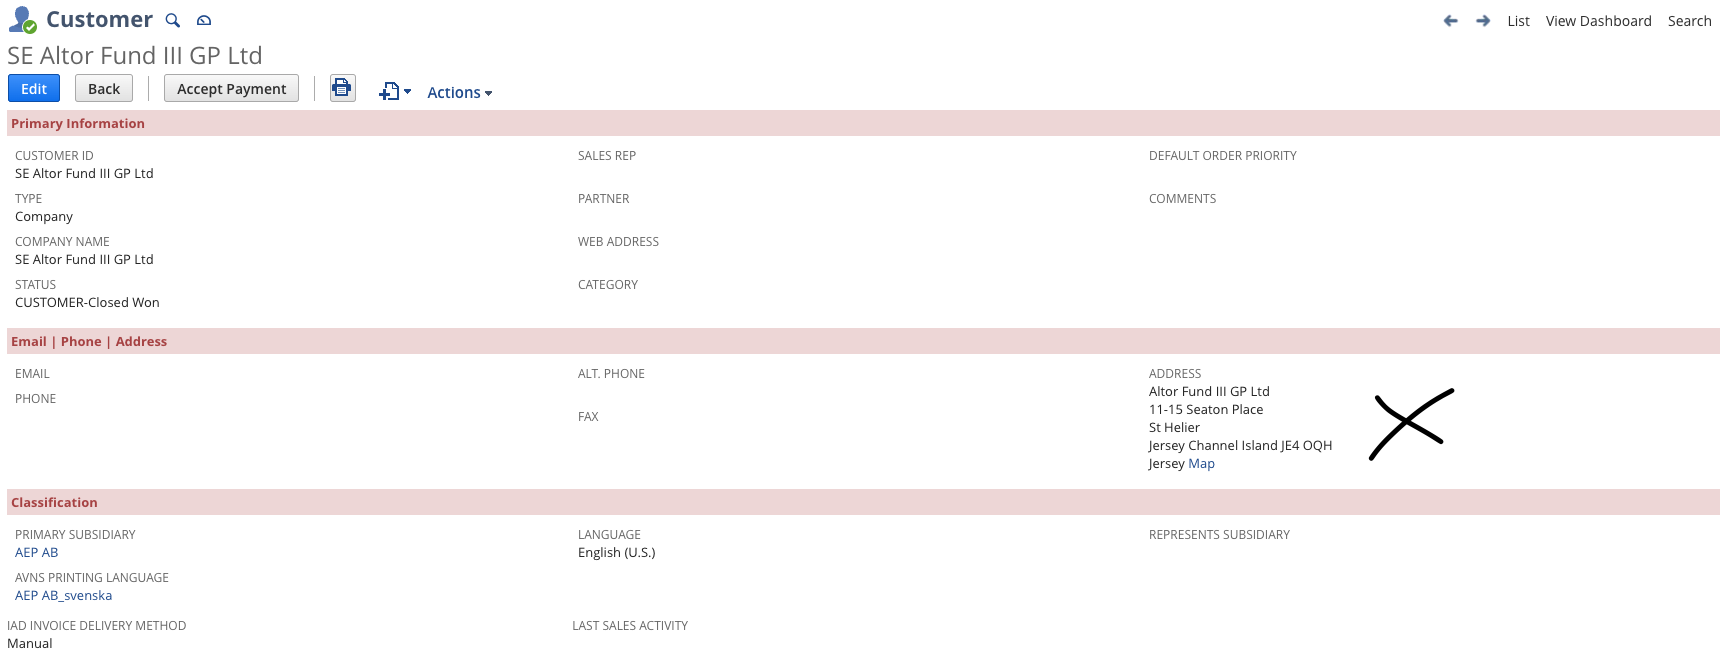 Customer
List View Dashboard Search
SE Altor Fund III GP Ltd
Edit Back Accept Payment Actions
Primary Information
CUSTOMER ID
SE Altor Fund III GP Ltd
TYPE
Company
COMPANY NAME
SE Altor Fund III GP Ltd
STATUS
CUSTOMER-Closed Won
SALES REP
PARTNER
WEB ADDRESS
CATEGORY
DEFAULT ORDER PRIORITY
COMMENTS
Email | Phone | Address
EMAIL
PHONE
ALT. PHONE
FAX
ADDRESS
Altor Fund III GP Ltd
11-15 Seaton Place
St Helier
Jersey Channel Island JE4 OQH
Jersey Map
Classification
PRIMARY SUBSIDIARY
AEP AB
AVNS PRINTING LANGUAGE
AEP AB_svenska
LANGUAGE
English (U.S.)
REPRESENTS SUBSIDIARY
IAD INVOICE DELIVERY METHOD
Manual
LAST SALES ACTIVITY